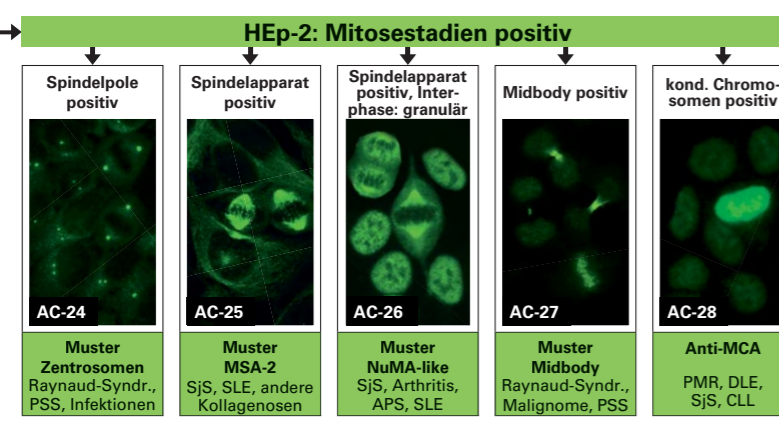 HEp-2: Mitosestadien positiv
Spindelpole
positiv
AC-24
Muster
Zentrosomen
Raynaud-Syndr.,
PSS, Infektionen
Spindelapparat
positiv
AC-25
Muster
MSA-2
SjS, SLE, andere
Kollagenosen
Spindelapparat
positiv, Inter-
phase: granulär
AC-26
Muster
NuMA-like
SjS, Arthritis,
APS, SLE
Midbody positiv
AC-27
Muster
Midbody
Raynaud-Syndr.,
Malignome, PSS
kond. Chromo-
somen positiv
AC-28
Anti-MCA
PMR, DLE,
SjS, CLL